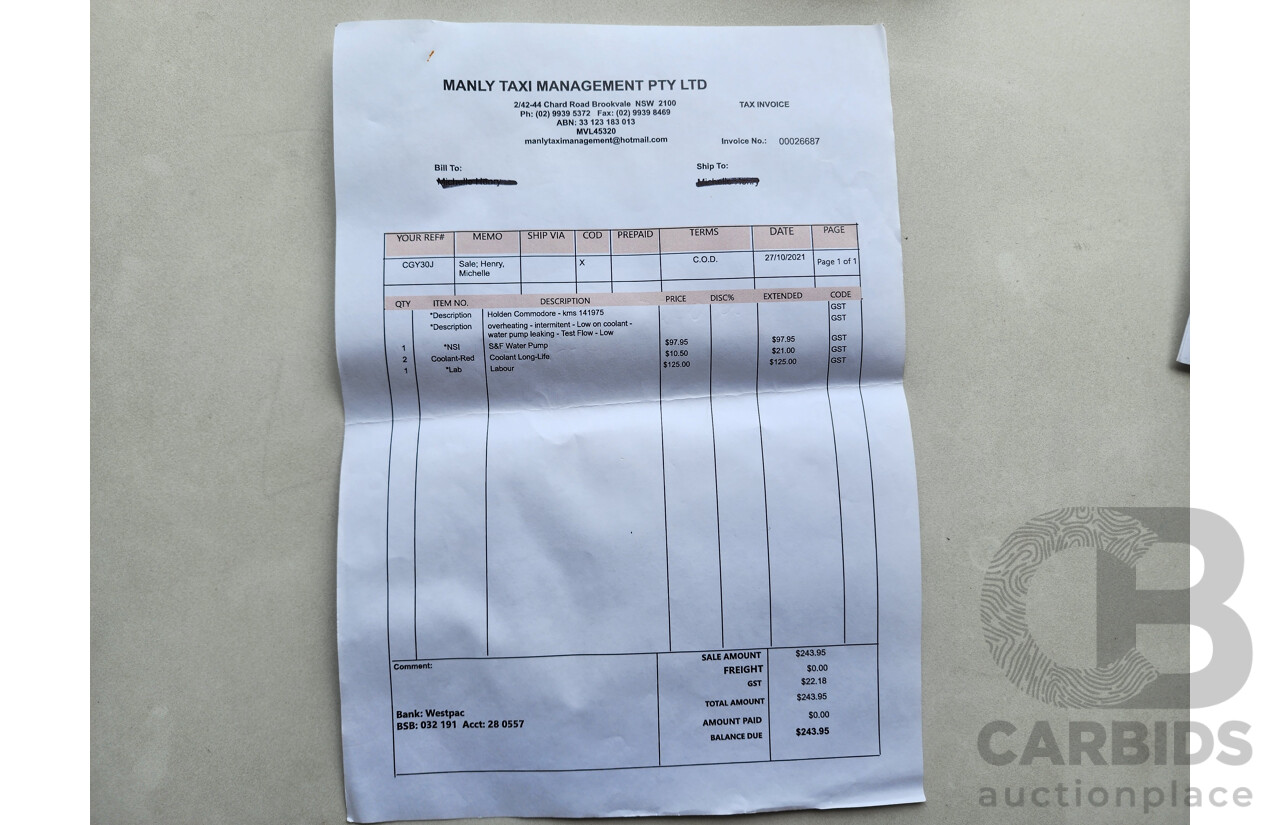 MANLY TAXI MANAGEMENT PTY LTD
2/42-44 Chard Road Brookvale NSW 2100
Ph: (02) 9939 5372 Fax: (02) 9939 8469
ABN: 33 123 183 013
MVL45320
manlytaximanagement@hotmail.com
TAX INVOICE
Invoice No.: 00026687
Bill To:
Ship To:
YOUR REF# MEMO SHIP VIA COD PREPAID TERMS DATE PAGE
CGY30J Sale; Henry, Michelle X C.O.D. 27/10/2021 Page 1 of 1
QTY ITEM NO. DESCRIPTION PRICE DISC% EXTENDED CODE
*Description Holden Commodore - kms 141975 GST
*Description overheating - intermitent - Low on coolant - GST
water pump leaking - Test Flow - Low
1 *NSI S&F Water Pump $97.95 $97.95 GST
2 Coolant-Red Coolant Long-Life $10.50 $21.00 GST
1 *Lab Labour $125.00 $125.00 GST
Comment:
Bank: Westpac
BSB: 032 191 Acct: 28 0557
SALE AMOUNT $243.95
FREIGHT $0.00
GST $22.18
TOTAL AMOUNT $243.95
AMOUNT PAID $0.00
BALANCE DUE $243.95
CB
CARBIDS
auctionplace